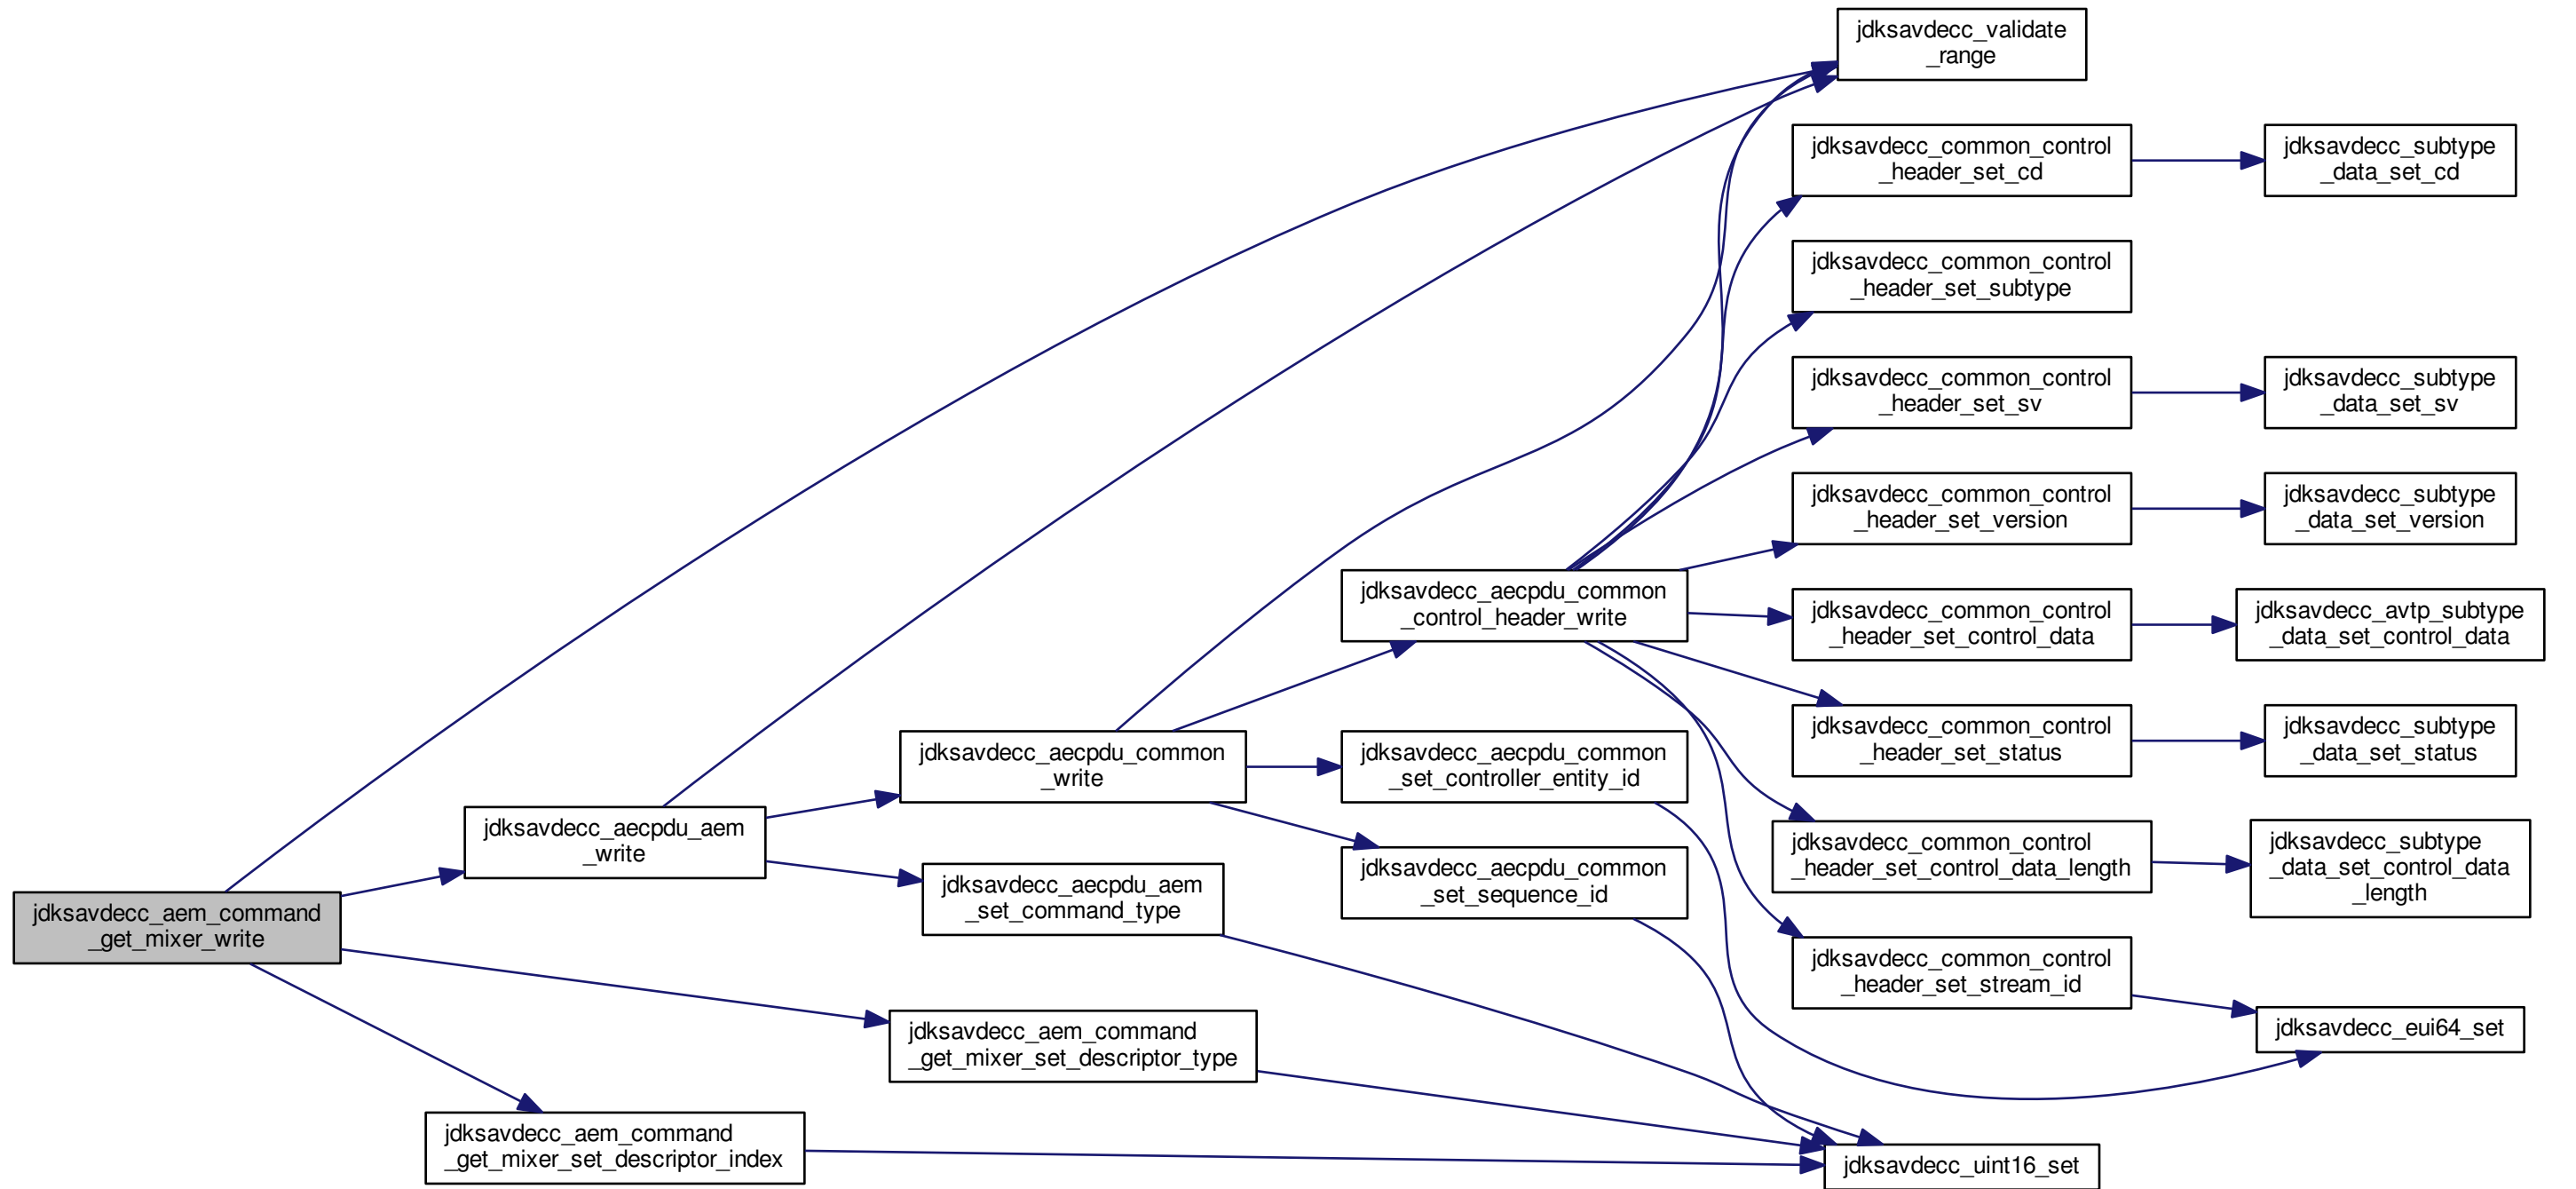 jdksavdecc_validate
_range
jdksavdecc_common_control
_header_set_cd
jdksavdecc_subtype
_data_set_cd
jdksavdecc_common_control
_header_set_subtype
jdksavdecc_common_control
_header_set_sv
jdksavdecc_subtype
_data_set_sv
jdksavdecc_common_control
_header_set_version
jdksavdecc_subtype
_data_set_version
jdksavdecc_aecpdu_common
_control_header_write
jdksavdecc_common_control
_header_set_control_data
jdksavdecc_avtp_subtype
_data_set_control_data
jdksavdecc_common_control
_header_set_status
jdksavdecc_subtype
_data_set_status
jdksavdecc_aecpdu_common
_write
jdksavdecc_aecpdu_common
_set_controller_entity_id
jdksavdecc_aecpdu_aem
_write
jdksavdecc_common_control
_header_set_control_data_length
jdksavdecc_subtype
_data_set_control_data
_length
jdksavdecc_aecpdu_common
_set_sequence_id
jdksavdecc_aecpdu_aem
_set_command_type
jdksavdecc_aem_command
_get_mixer_write
jdksavdecc_common_control
_header_set_stream_id
jdksavdecc_eui64_set
jdksavdecc_aem_command
_get_mixer_set_descriptor_type
jdksavdecc_aem_command
_get_mixer_set_descriptor_index
jdksavdecc_uint16_set